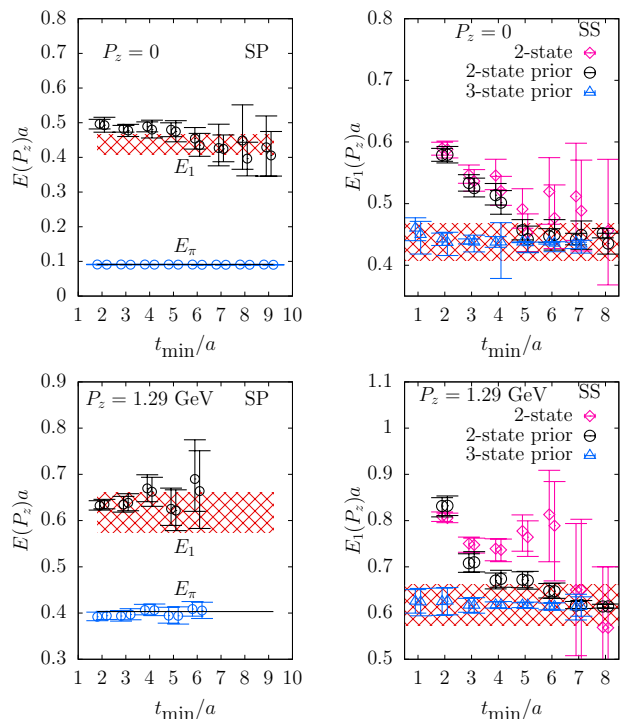 P_z = 0 SP
E(P_z)a
0.6
0.5
0.4
0.3
0.2
0.1
0
E_1
E_π
1 2 3 4 5 6 7 8 9 10
t_min/a
P_z = 0 SS
2-state
2-state prior
3-state prior
E_1(P_z)a
0.8
0.7
0.6
0.5
0.4
1 2 3 4 5 6 7 8
t_min/a
P_z = 1.29 GeV SP
E(P_z)a
0.9
0.8
0.7
0.6
0.5
0.4
0.3
E_1
E_π
1 2 3 4 5 6 7 8 9 10
t_min/a
P_z = 1.29 GeV SS
2-state
2-state prior
3-state prior
E_1(P_z)a
1.1
1
0.9
0.8
0.7
0.6
0.5
1 2 3 4 5 6 7 8
t_min/a